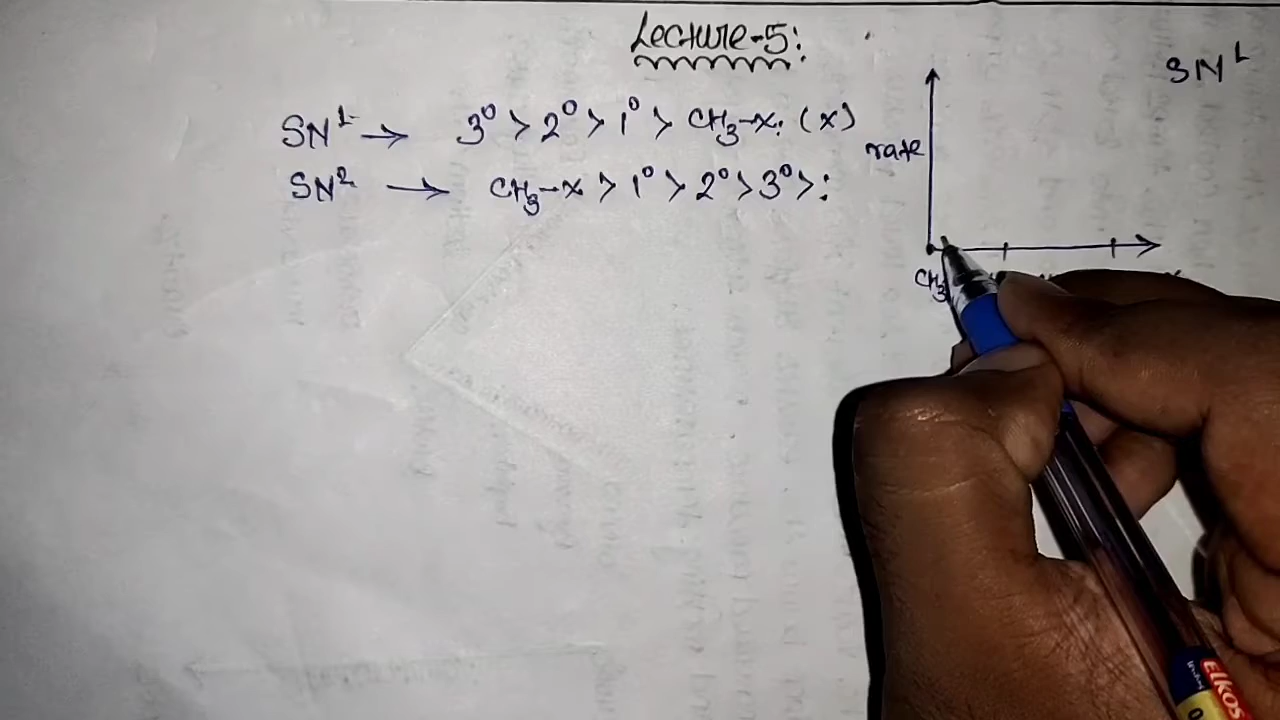 Lecture-5:
SN¹ → 3° > 2° > 1° > CH₃-X: (X)
SN² → CH₃-X > 1° > 2° > 3° > :
SN¹
rate
CH₃
Elkos